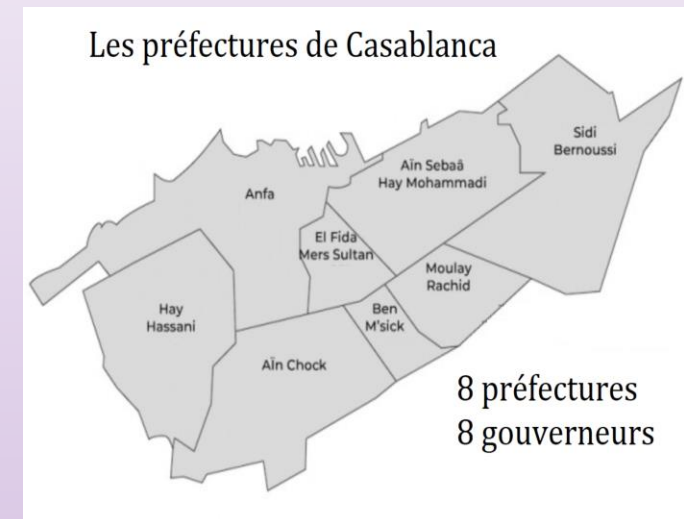 Les préfectures de Casablanca
Sidi
Bernoussi
Aïn Sebaâ
Hay Mohammadi
Anfa
El Fida
Mers Sultan
Moulay
Rachid
Hay
Hassani
Ben
M'sick
Aïn Chock
8 préfectures
8 gouverneurs